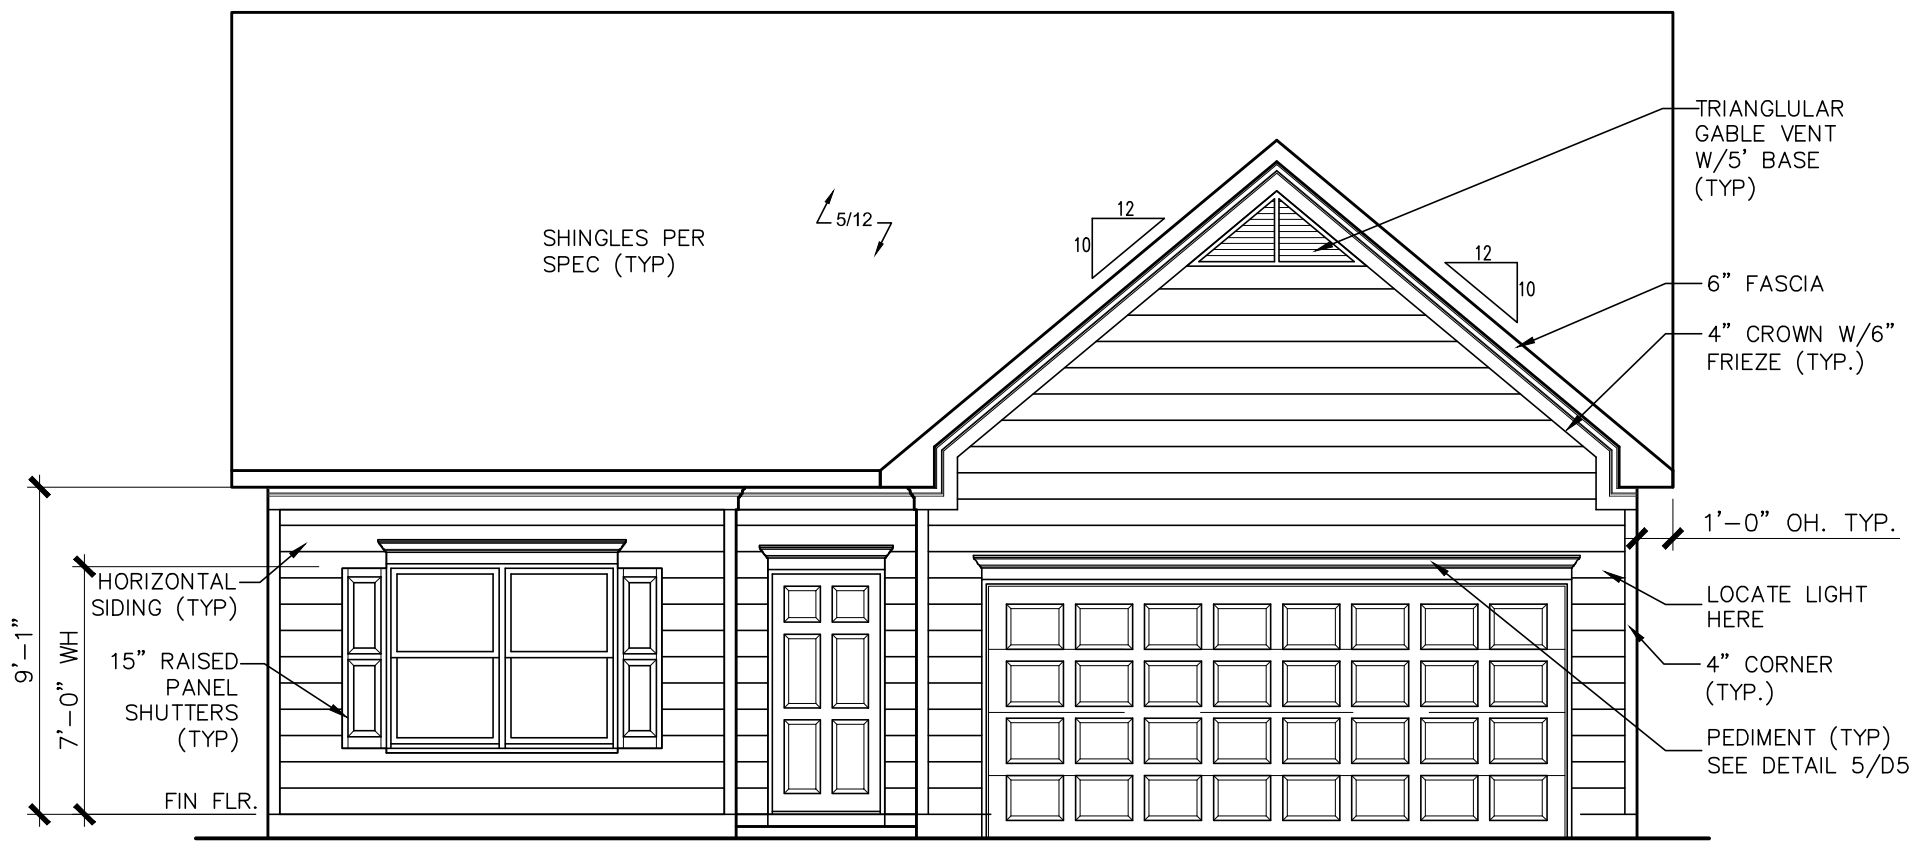 TRIANGLULAR
GABLE VENT
W/5' BASE
(TYP)
SHINGLES PER
SPEC (TYP)
5/12
12
10
12
10
6" FASCIA
4" CROWN W/6"
FRIEZE (TYP.)
1'-0" OH. TYP.
HORIZONTAL
SIDING (TYP)
9'-1"
7'-0" WH
15" RAISED
PANEL
SHUTTERS
(TYP)
FIN FLR.
LOCATE LIGHT
HERE
4" CORNER
(TYP.)
PEDIMENT (TYP)
SEE DETAIL 5/D5